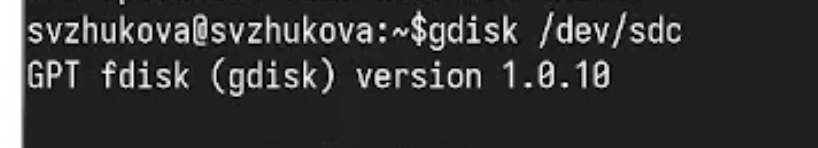 svzhukova@svzhukova:~$gdisk /dev/sdc
GPT fdisk (gdisk) version 1.0.10